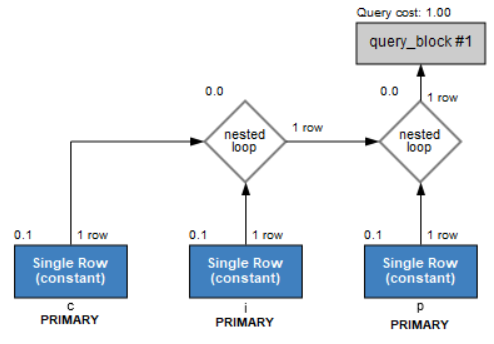 Query cost: 1.00
query_block #1
0.0
0.0
1 row
nested
loop
1 row
nested
loop
0.1
1 row
0.1
1 row
0.1
1 row
Single Row
(constant)
Single Row
(constant)
Single Row
(constant)
c
i
p
PRIMARY
PRIMARY
PRIMARY